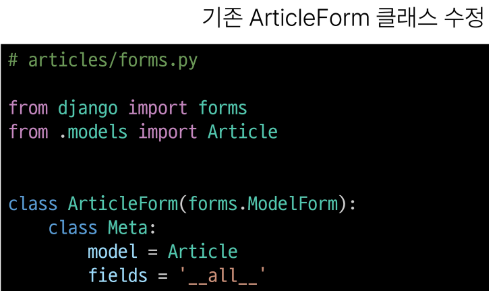 기존 ArticleForm 클래스 수정
# articles/forms.py
from django import forms
from .models import Article
class ArticleForm(forms.ModelForm):
    class Meta:
        model = Article
        fields = '__all__'